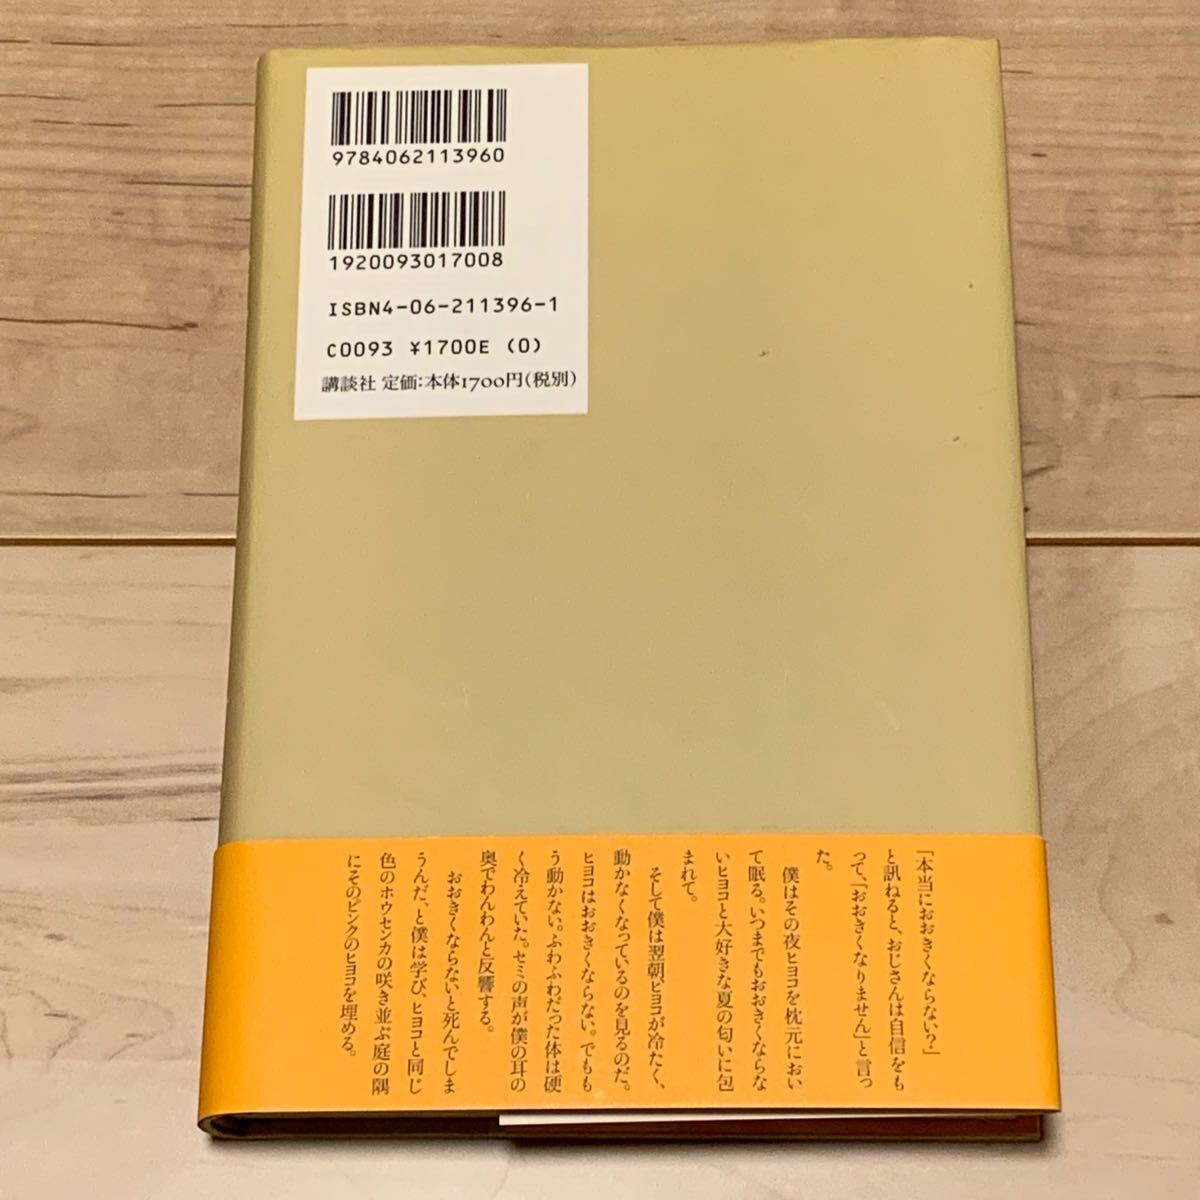 9784062113960
1920093017008
ISBN4-06-211396-1
C0093 ¥1700E (0)
講談社 定価:本体1700円(税別)
「本当におおきくならない?」
と訊ねると、おじさんは自信をも
って、「おおきくなりません」と言っ
た。
僕はその夜ヒヨコを枕元におい
て眠る。いつまでもおおきくならな
いヒヨコと大好きな夏の匂いに包
まれて。
そして僕は翌朝、ヒヨコが冷たく、
動かなくなっているのを見るのだ。
ヒヨコはおおきくならない。でもも
う動かない。ふわふわだった体は硬
く冷えていた。セミの声が僕の耳の
奥でわんわんと反響する。
おおきくならないと死んでしま
うんだ、と僕は学び、ヒヨコと同じ
色のホウセンカの咲き並ぶ庭の隅
にそのピンクのヒヨコを埋める。